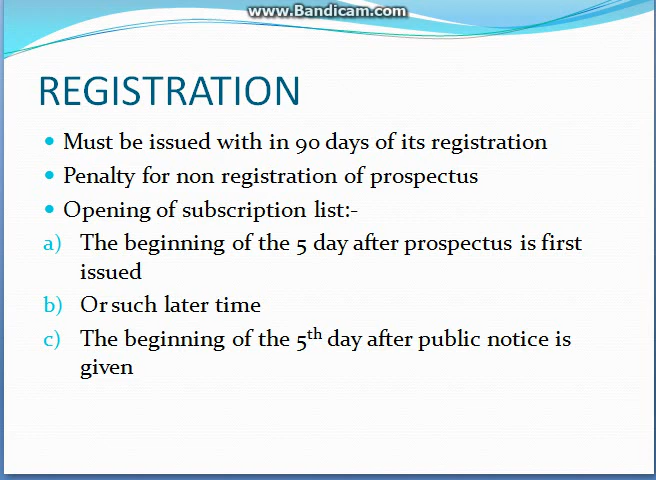 www.Bandicam.com
REGISTRATION
• Must be issued with in 90 days of its registration
• Penalty for non registration of prospectus
• Opening of subscription list:-
a) The beginning of the 5 day after prospectus is first
issued
b) Or such later time
c) The beginning of the 5th day after public notice is
given